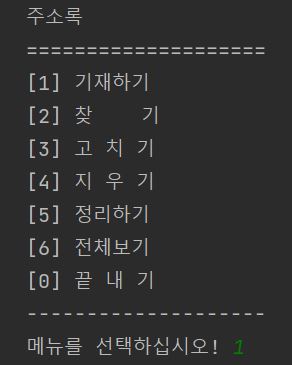 주소록
====================
[1] 기재하기
[2] 찾    기
[3] 고 치 기
[4] 지 우 기
[5] 정리하기
[6] 전체보기
[0] 끝 내 기
--------------------
메뉴를 선택하십시오! 1